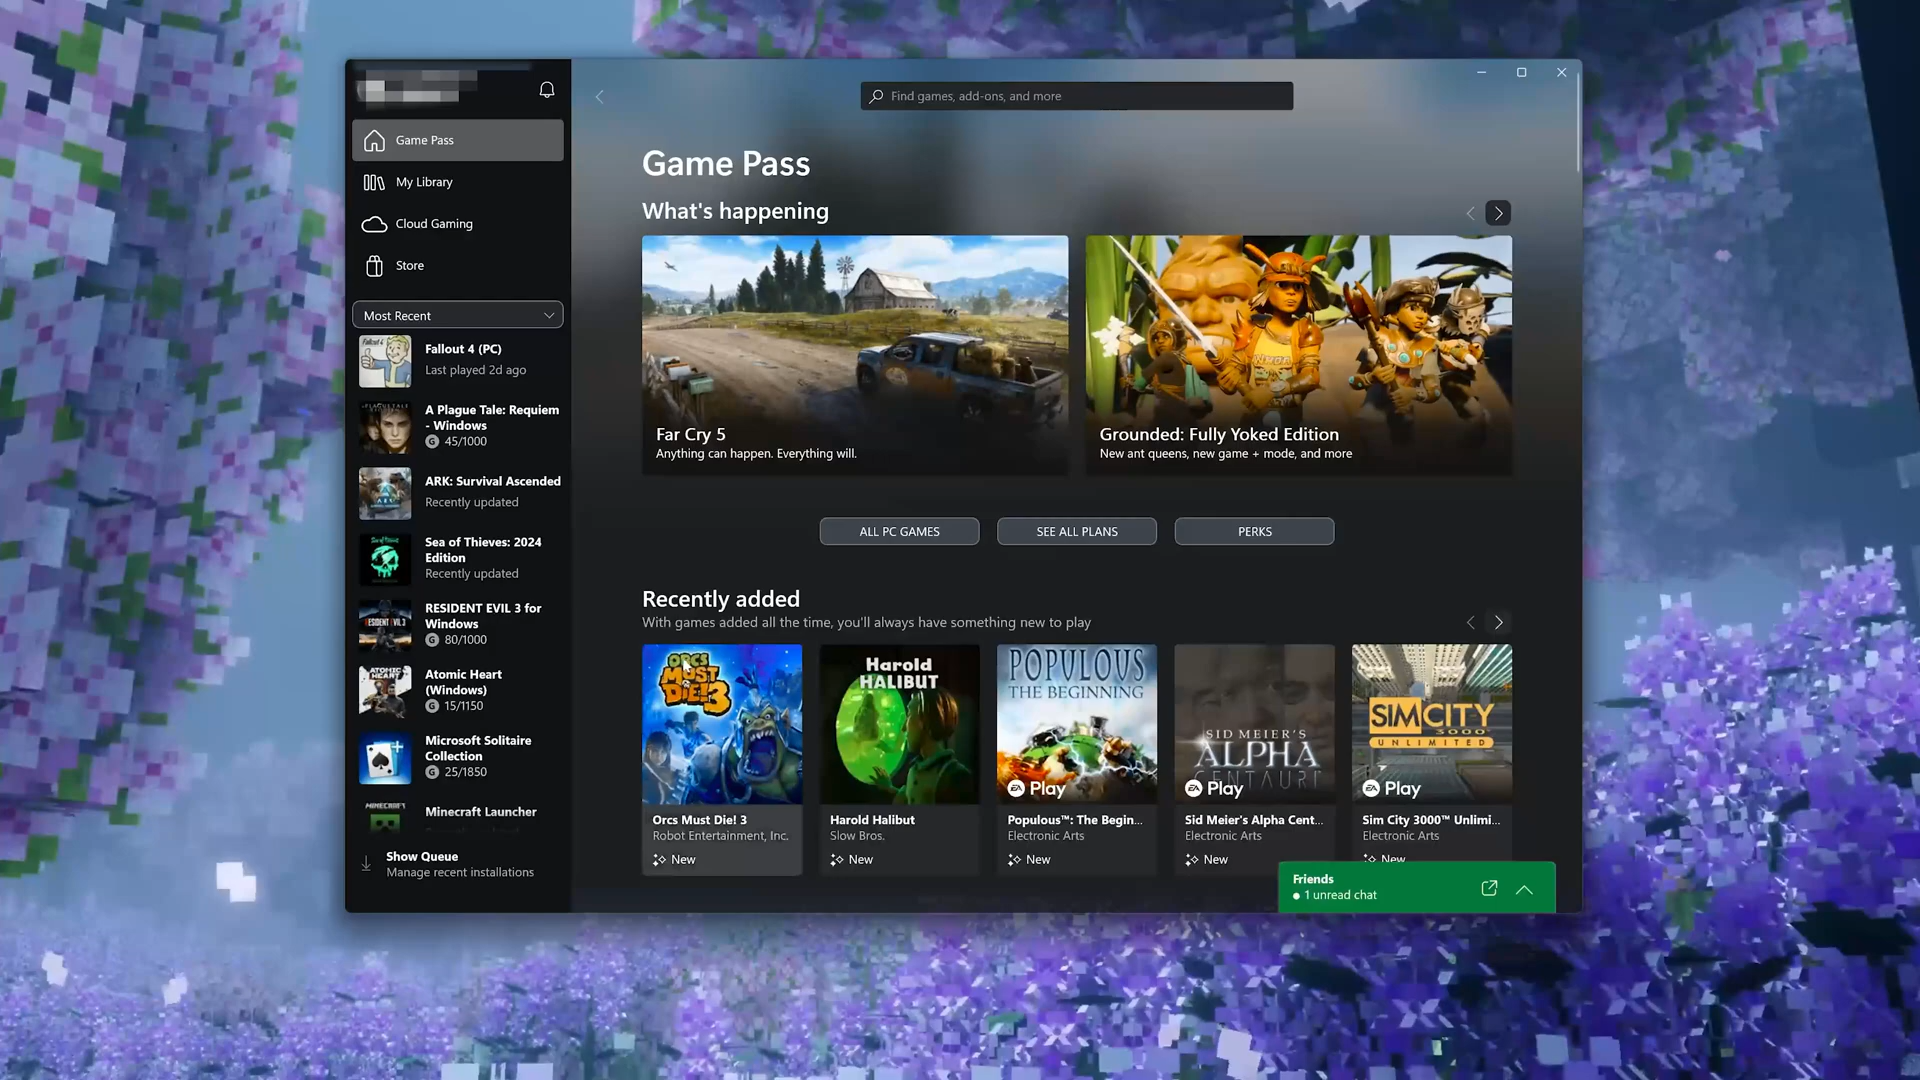 Game Pass
My Library
Cloud Gaming
Store
Most Recent
Fallout 4 (PC)
Last played 2d ago
A Plague Tale: Requiem
- Windows
G 45/1000
ARK: Survival Ascended
Recently updated
Sea of Thieves: 2024
Edition
Recently updated
RESIDENT EVIL 3 for
Windows
G 80/1000
Atomic Heart
(Windows)
G 15/1150
Microsoft Solitaire
Collection
G 25/1850
Minecraft Launcher
Show Queue
Manage recent installations
Find games, add-ons, and more
Game Pass
What's happening
Far Cry 5
Anything can happen. Everything will.
Grounded: Fully Yoked Edition
New ant queens, new game + mode, and more
ALL PC GAMES
SEE ALL PLANS
PERKS
Recently added
With games added all the time, you'll always have something new to play
ORCS
MUST
DIE! 3
Orcs Must Die! 3
Robot Entertainment, Inc.
New
Harold
HALIBUT
Harold Halibut
Slow Bros.
New
POPULOUS
THE BEGINNING
EA Play
Populous™: The Begin...
Electronic Arts
New
SID MEIER'S
ALPHA
CENTAURI
EA Play
Sid Meier's Alpha Cent...
Electronic Arts
New
SIMCITY
3000
UNLIMITED
EA Play
Sim City 3000™ Unlimi...
Electronic Arts
New
Friends
1 unread chat